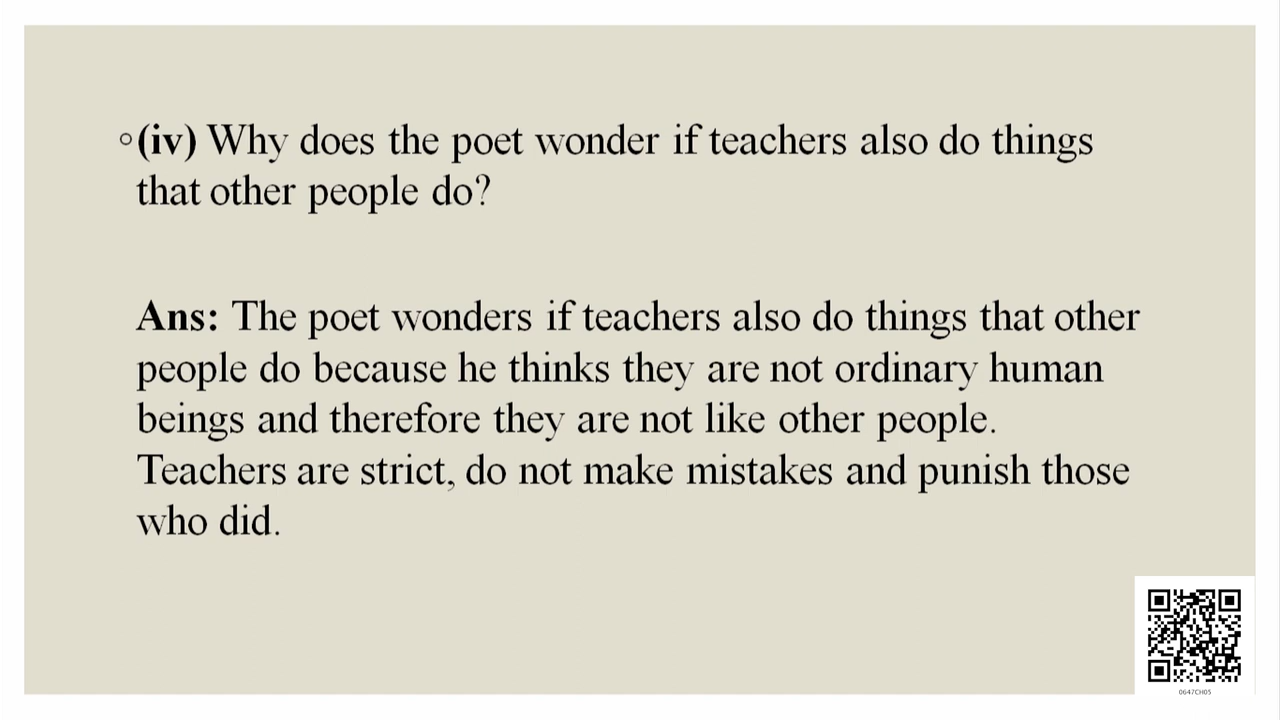 ◦(iv) Why does the poet wonder if teachers also do things
that other people do?
Ans: The poet wonders if teachers also do things that other
people do because he thinks they are not ordinary human
beings and therefore they are not like other people.
Teachers are strict, do not make mistakes and punish those
who did.
0647CH05